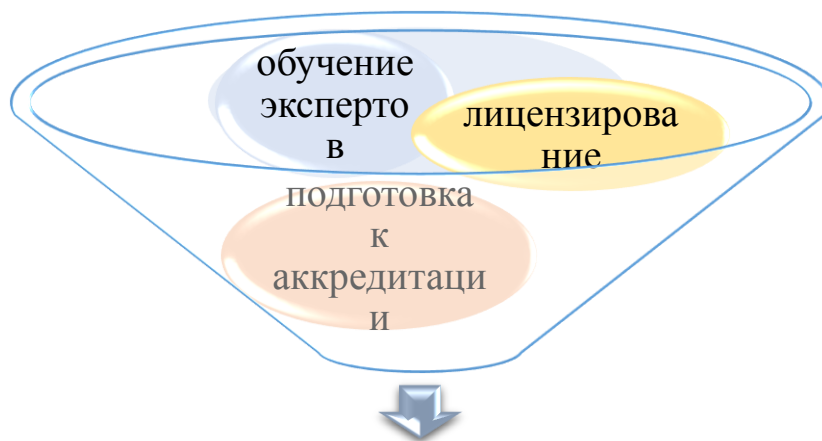 обучение
эксперто
в
лицензирова
ние
подготовка
к
аккредитаци
и